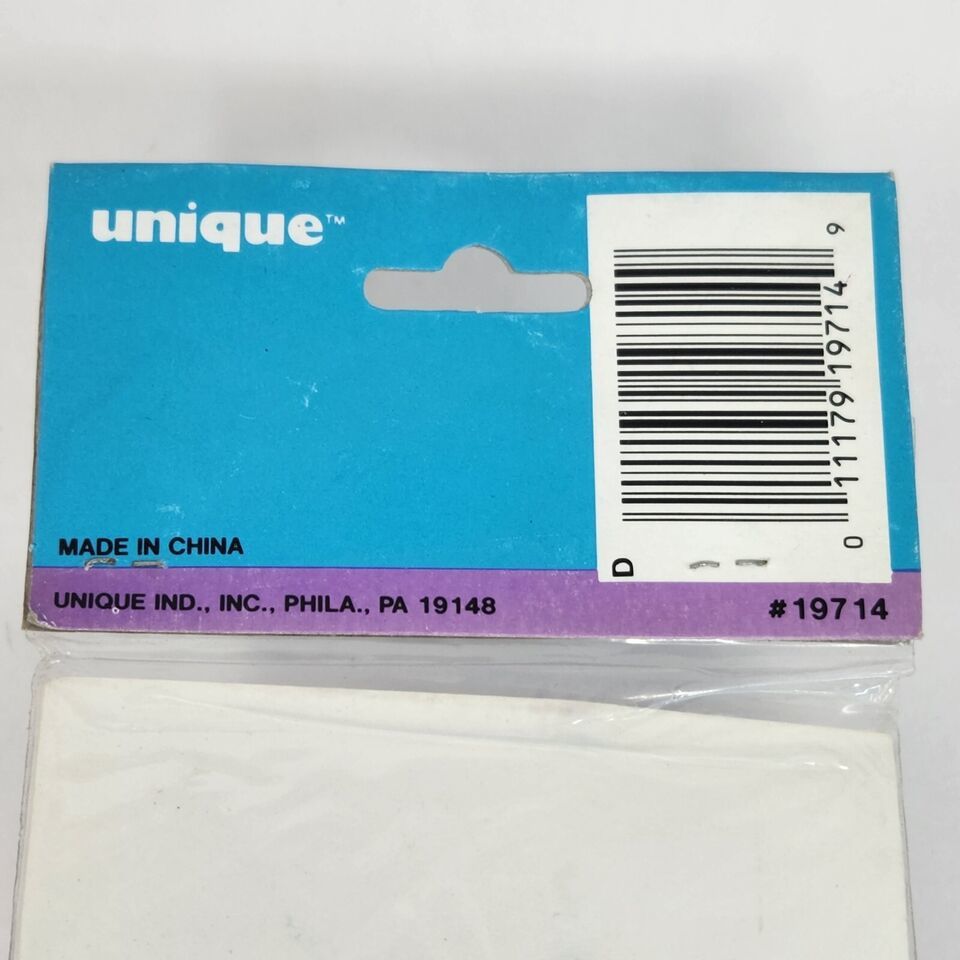 unique™
0 11179 19714 9
D
MADE IN CHINA
UNIQUE IND., INC., PHILA., PA 19148
#19714